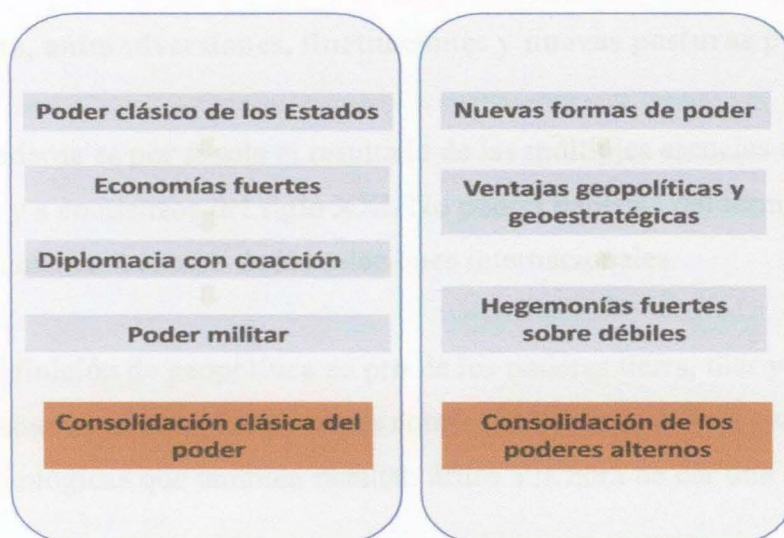 Poder clásico de los Estados
Economías fuertes
Diplomacia con coacción
Poder militar
Consolidación clásica del
poder
Nuevas formas de poder
Ventajas geopolíticas y
geoestratégicas
Hegemonías fuertes
sobre débiles
Consolidación de los
poderes alternos